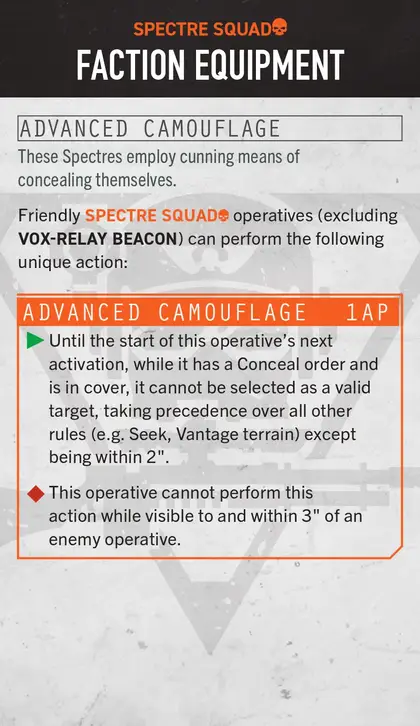 SPECTRE SQUAD
FACTION EQUIPMENT
ADVANCED CAMOUFLAGE
These Spectres employ cunning means of
concealing themselves.
Friendly SPECTRE SQUAD operatives (excluding
VOX-RELAY BEACON) can perform the following
unique action:
ADVANCED CAMOUFLAGE 1AP
Until the start of this operative’s next
activation, while it has a Conceal order and
is in cover, it cannot be selected as a valid
target, taking precedence over all other
rules (e.g. Seek, Vantage terrain) except
being within 2".
This operative cannot perform this
action while visible to and within 3" of an
enemy operative.